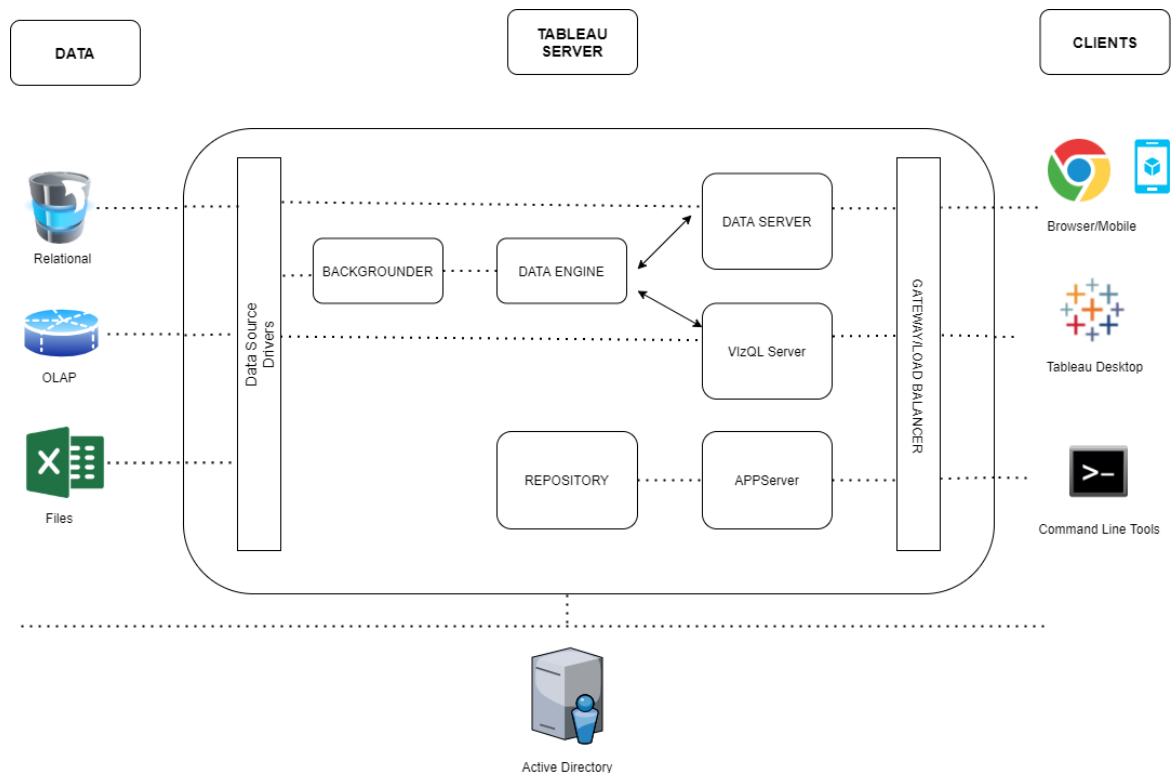 DATA
TABLEAU
SERVER
CLIENTS
Relational
OLAP
Files
Data Source
Drivers
BACKGROUNDER
DATA ENGINE
DATA SERVER
VIzQL Server
REPOSITORY
APPServer
GATEWAY/LOAD BALANCER
Browser/Mobile
Tableau Desktop
>-
Command Line Tools
Active Directory